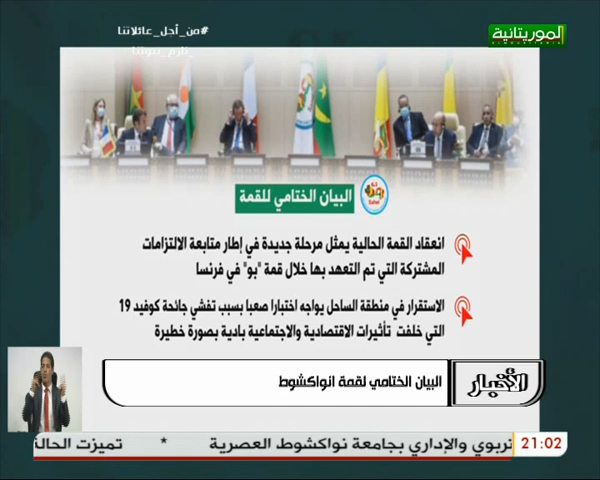 #من_أجل_عائلاتنا
الموريتانية
البيان الختامي للقمة
Sahel
انعقاد القمة الحالية يمثل مرحلة جديدة في إطار متابعة الالتزامات
المشتركة التي تم التعهد بها خلال قمة "بو" في فرنسا
الاستقرار في منطقة الساحل يواجه اختبارا صعبا بسبب تفشي جائحة كوفيد 19
التي خلفت تأثيرات الاقتصادية والاجتماعية بادية بصورة خطيرة
الأخبار
البيان الختامي لقمة انواكشوط
21:02 تربوي والإداري بجامعة نواكشوط العصرية * تميزت الحالة